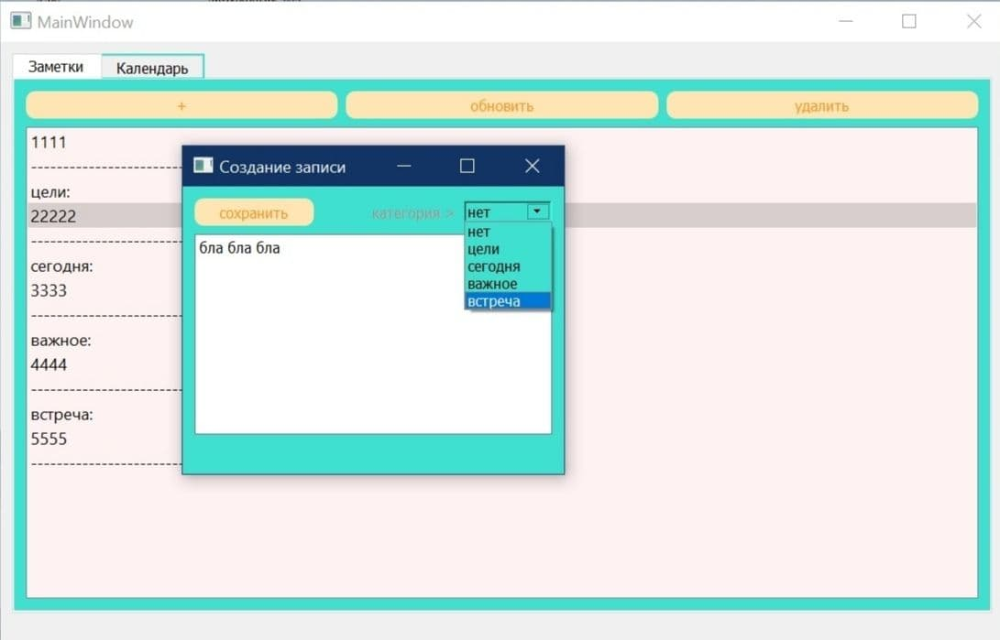 MainWindow
Заметки
Календарь
+
обновить
удалить
1111
--------------------
цели:
22222
--------------------
сегодня:
3333
--------------------
важное:
4444
--------------------
встреча:
5555
--------------------
Создание записи
сохранить
категория >
нет
нет
цели
сегодня
важное
встреча
бла бла бла